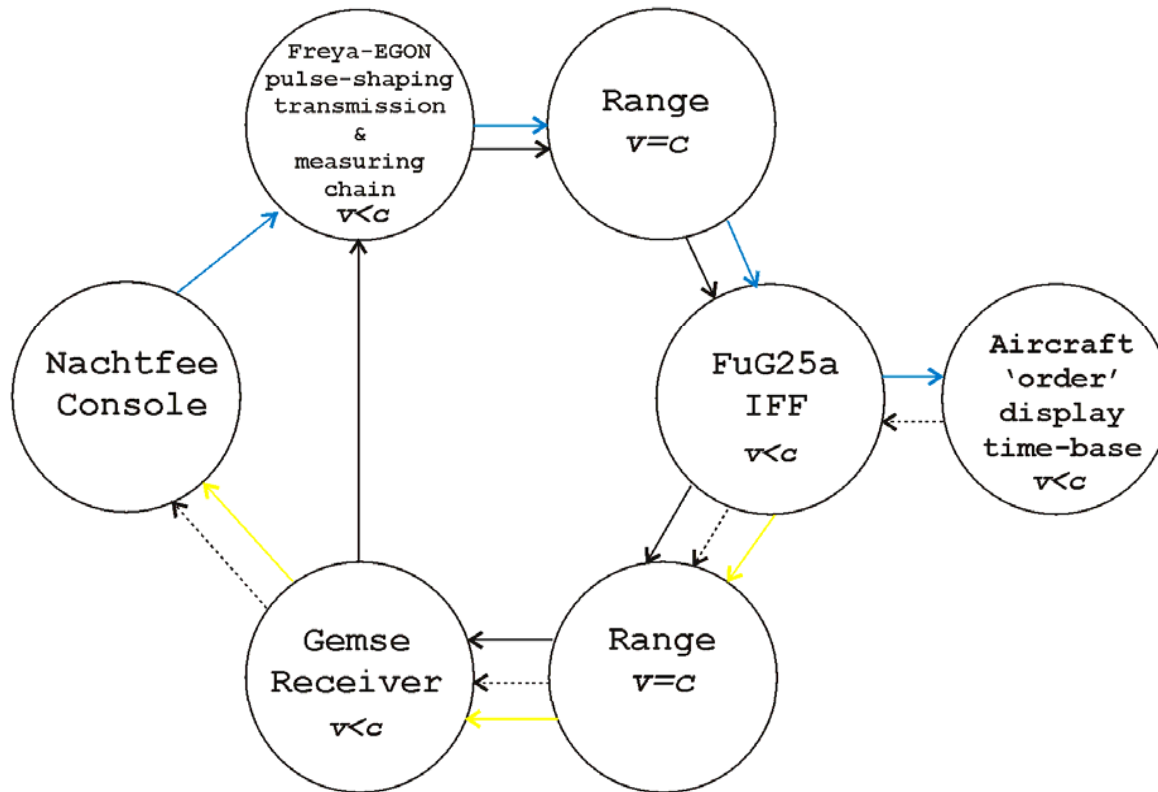 Freya-EGON
pulse-shaping
transmission
&
measuring
chain
v<c
Range
v=c
Nachtfee
Console
FuG25a
IFF
v<c
Aircraft
‘order’
display
time-base
v<c
Gemse
Receiver
v<c
Range
v=c